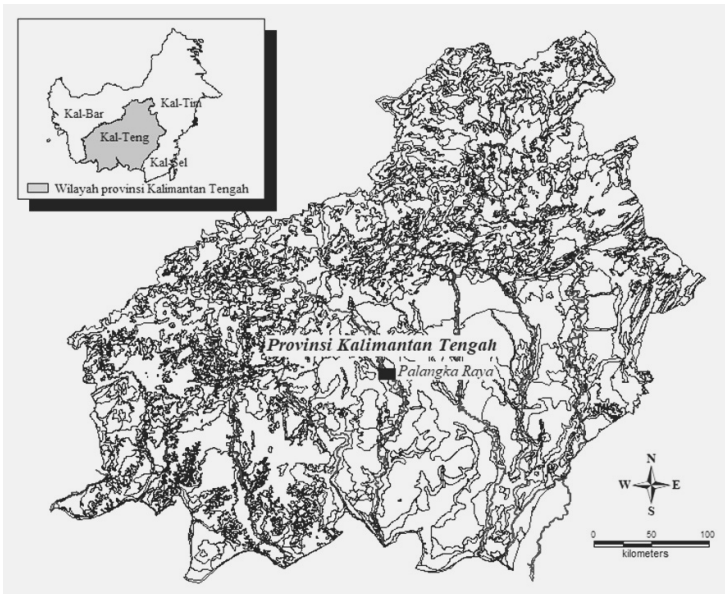 Kal-Bar
Kal-Tim
Kal-Teng
Kal-Sel
Wilayah provinsi Kalimantan Tengah
Provinsi Kalimantan Tengah
Palangka Raya
N
W E
S
0 50 100
kilometers